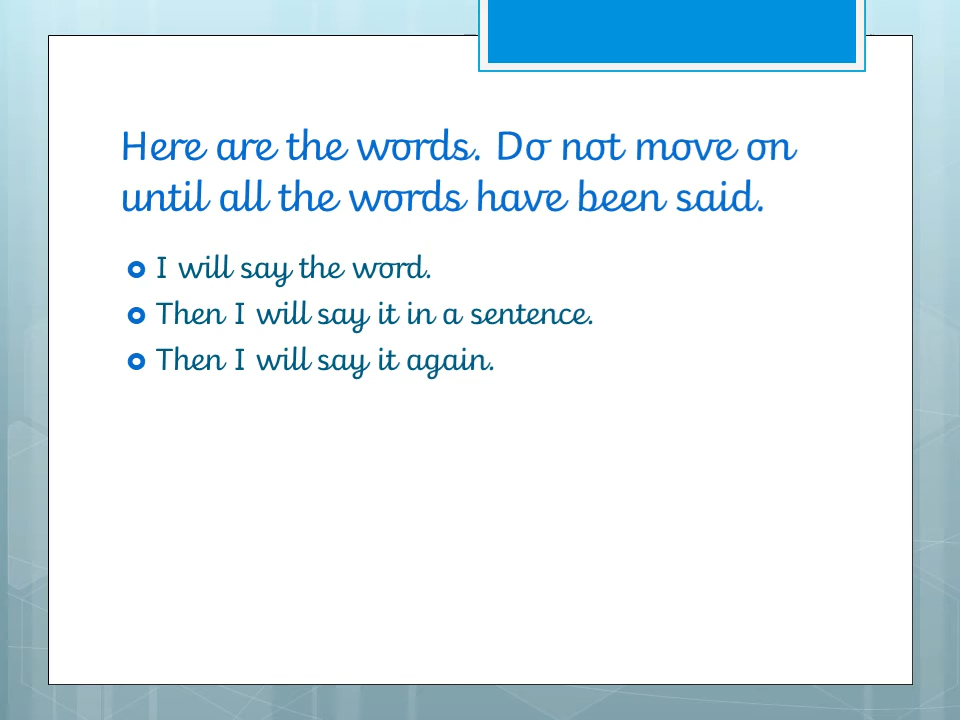 Here are the words. Do not move on
until all the words have been said.
I will say the word.
Then I will say it in a sentence.
Then I will say it again.